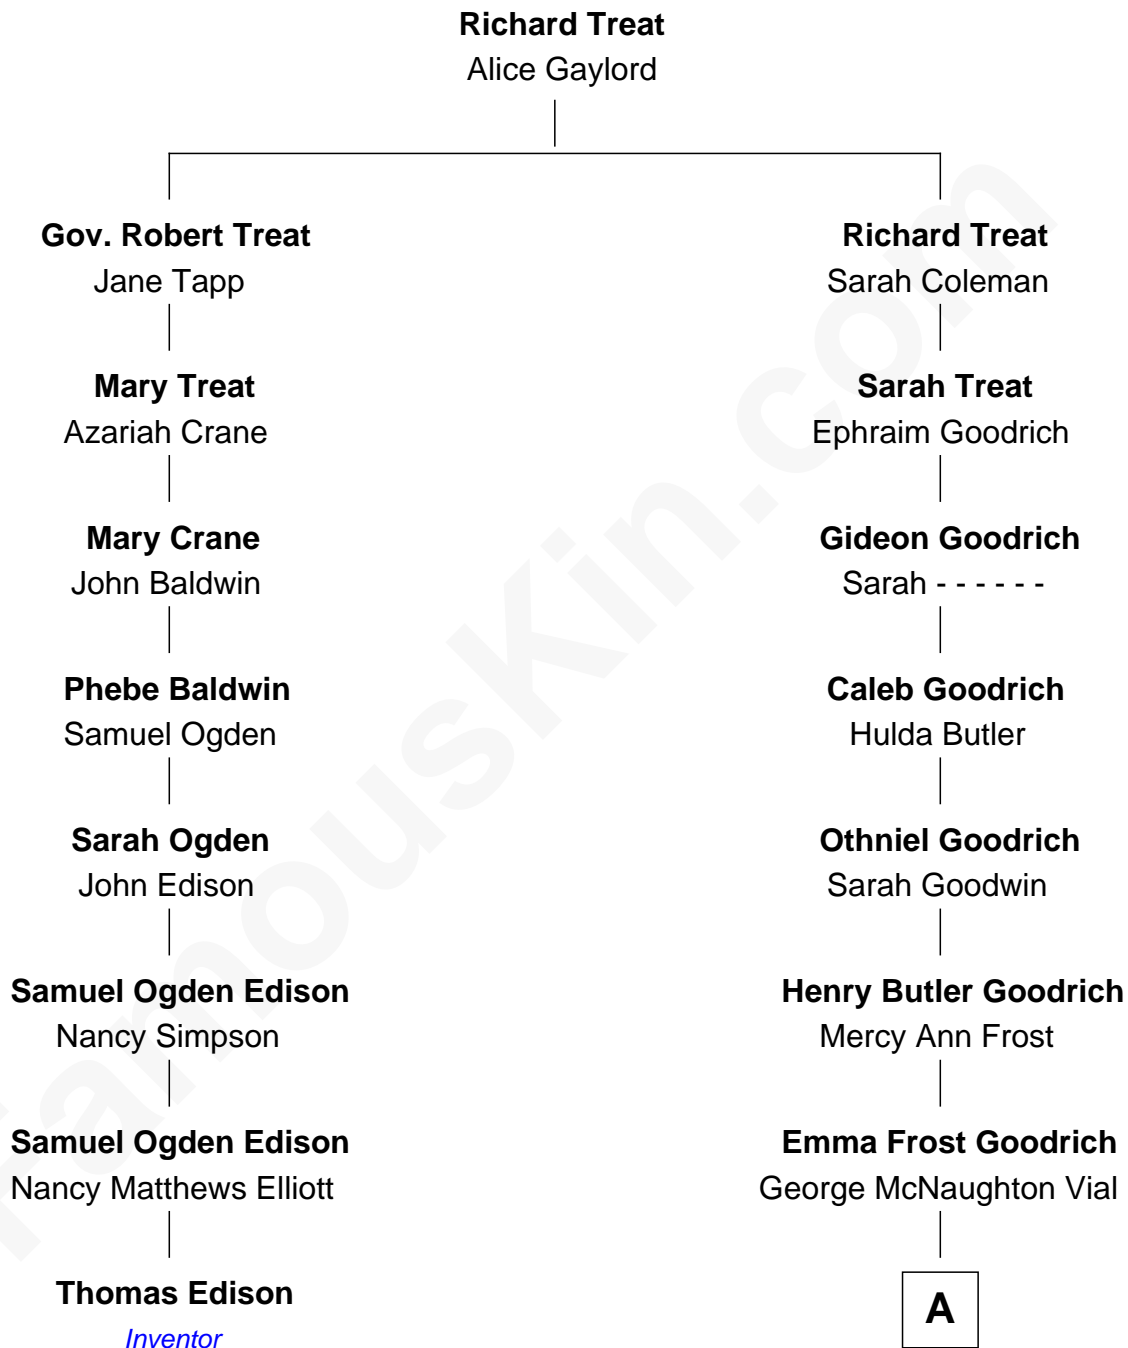 Richard Treat
Alice Gaylord
Gov. Robert Treat
Jane Tapp
Richard Treat
Sarah Coleman
Mary Treat
Azariah Crane
Sarah Treat
Ephraim Goodrich
Mary Crane
John Baldwin
Gideon Goodrich
Sarah - - - - - -
Phebe Baldwin
Samuel Ogden
Caleb Goodrich
Hulda Butler
Sarah Ogden
John Edison
Othniel Goodrich
Sarah Goodwin
Samuel Ogden Edison
Nancy Simpson
Henry Butler Goodrich
Mercy Ann Frost
Samuel Ogden Edison
Nancy Matthews Elliott
Emma Frost Goodrich
George McNaughton Vial
Thomas Edison
Inventor
A
FamousKin.com